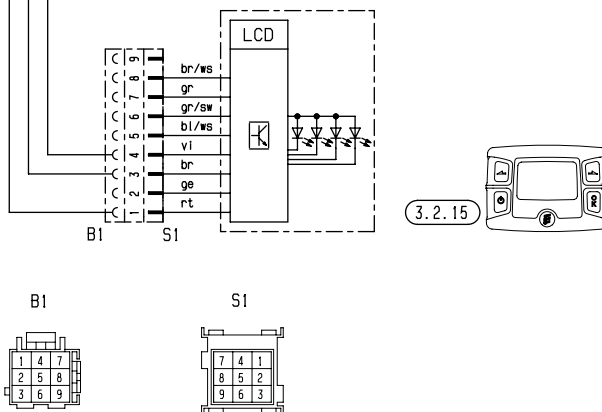 LCD
9
8 br/ws
7 gr
6 gr/sw
5 bl/ws
4 vi
3 br
2 ge
1 rt
B1 S1
3.2.15
OK
B1 S1
1 4 7
2 5 8
3 6 9
7 4 1
8 5 2
9 6 3